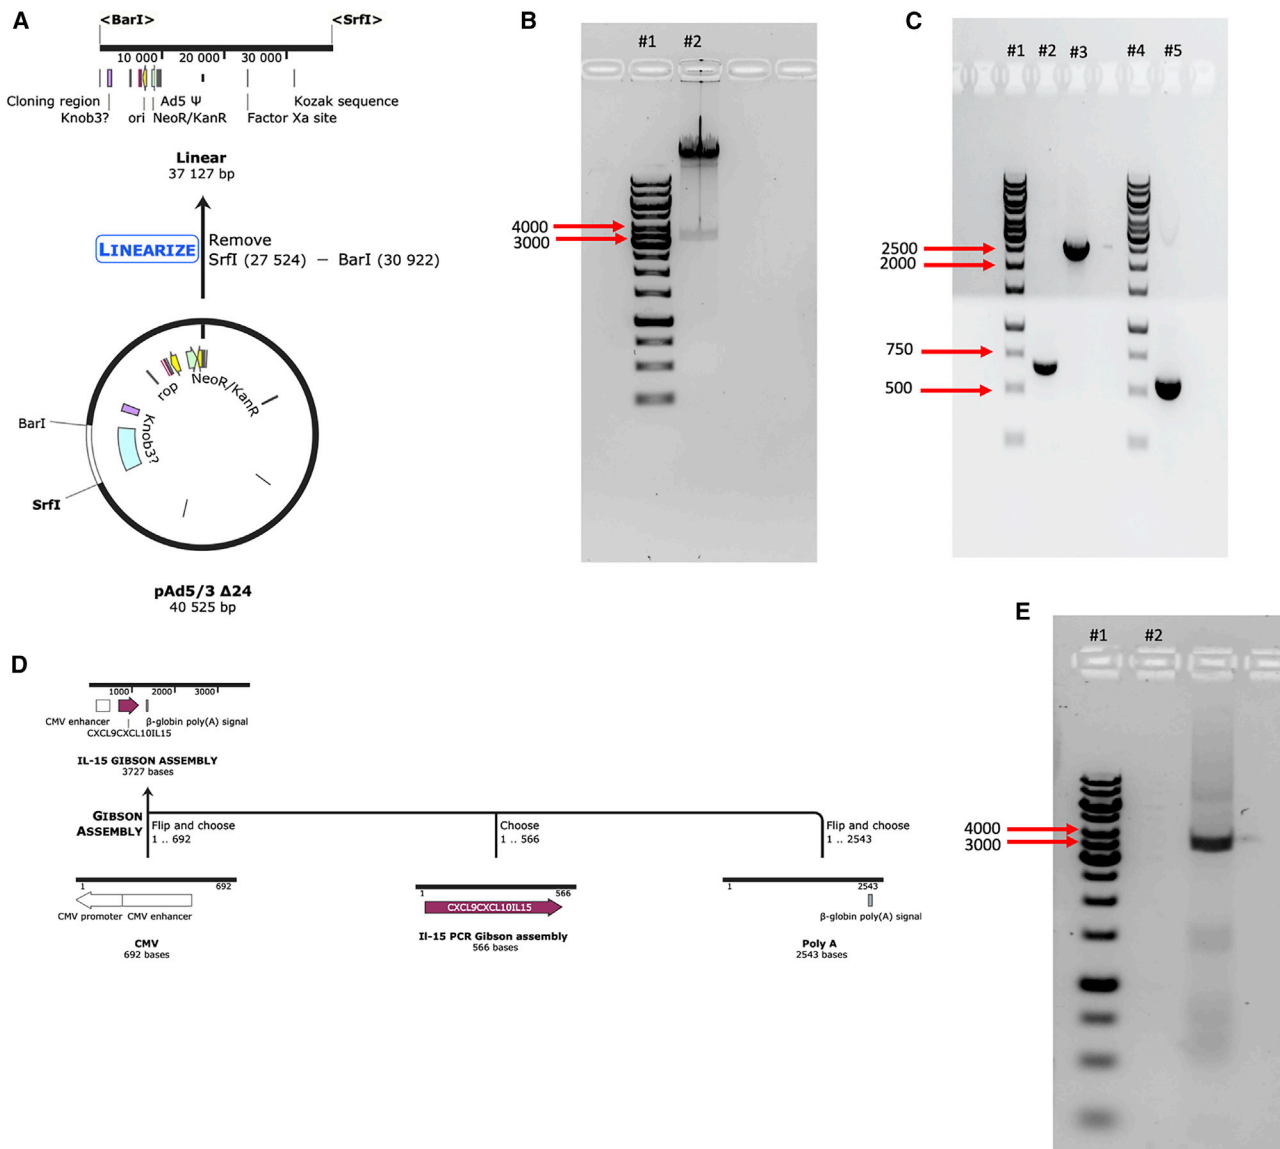 A
<BarI>
<SrfI>
10 000
20 000
30 000
Cloning region
Ad5 Ψ
Kozak sequence
Knob3?
ori
NeoR/KanR
Factor Xa site
Linear
37 127 bp
LINEARIZE
Remove
SrfI (27 524) – BarI (30 922)
rop
NeoR/KanR
Knob3?
BarI
SrfI
pAd5/3 Δ24
40 525 bp
B
#1
#2
4000
3000
C
#1
#2
#3
#4
#5
2500
2000
750
500
D
1000
2000
3000
CMV enhancer
β-globin poly(A) signal
CXCL9CXCL10IL15
IL-15 GIBSON ASSEMBLY
3727 bases
GIBSON
ASSEMBLY
Flip and choose
1 .. 692
Choose
1 .. 566
Flip and choose
1 .. 2543
1
692
CMV promoter
CMV enhancer
CMV
692 bases
1
566
CXCL9CXCL10IL15
Il-15 PCR Gibson assembly
566 bases
1
2543
β-globin poly(A) signal
Poly A
2543 bases
E
#1
#2
4000
3000